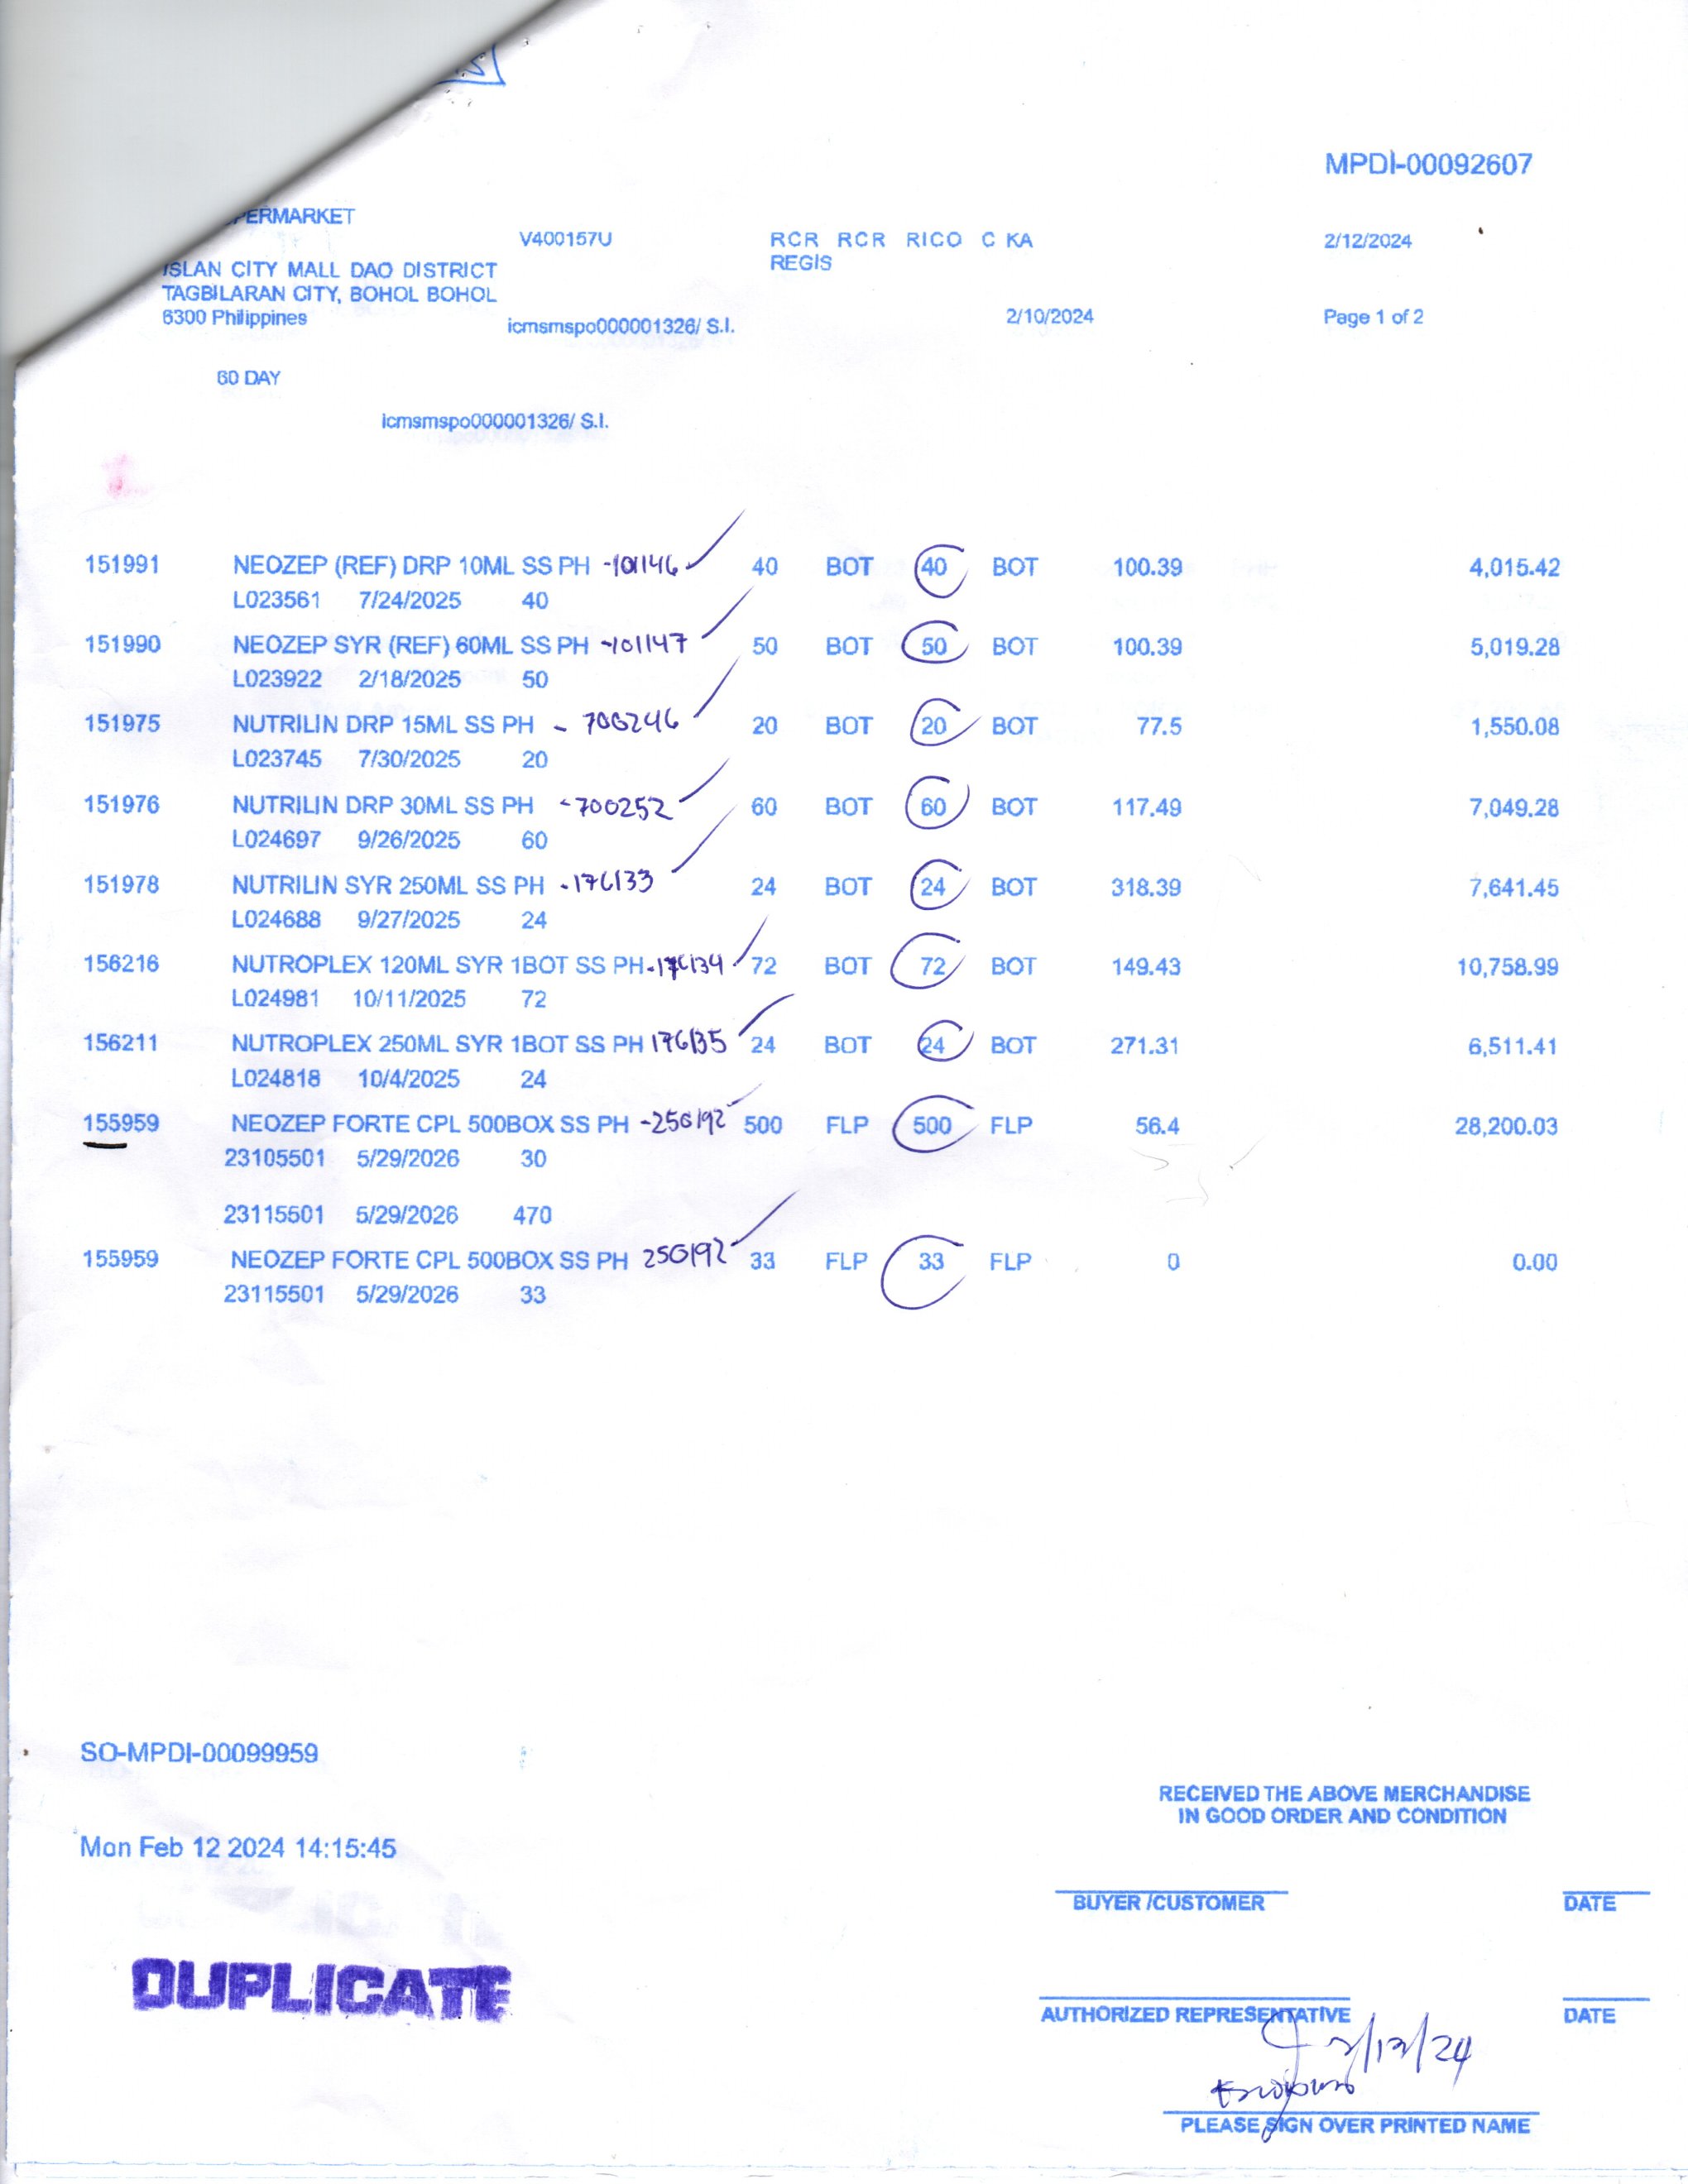 MPDI-00092607
PERMARKET
V400157U RCR RCR RICO C KA 2/12/2024
REGIS
ISLAN CITY MALL DAO DISTRICT
TAGBILARAN CITY, BOHOL BOHOL
6300 Philippines icmsmspo000001326/ S.I. 2/10/2024 Page 1 of 2
60 DAY
icmsmspo000001326/ S.I.
151991 NEOZEP (REF) DRP 10ML SS PH -101146 40 BOT 40 BOT 100.39 4,015.42
L023561 7/24/2025 40
151990 NEOZEP SYR (REF) 60ML SS PH -101147 50 BOT 50 BOT 100.39 5,019.28
L023922 2/18/2025 50
151975 NUTRILIN DRP 15ML SS PH - 700246 20 BOT 20 BOT 77.5 1,550.08
L023745 7/30/2025 20
151976 NUTRILIN DRP 30ML SS PH -700252 60 BOT 60 BOT 117.49 7,049.28
L024697 9/26/2025 60
151978 NUTRILIN SYR 250ML SS PH -176133 24 BOT 24 BOT 318.39 7,641.45
L024688 9/27/2025 24
156216 NUTROPLEX 120ML SYR 1BOT SS PH -176134 72 BOT 72 BOT 149.43 10,758.99
L024981 10/11/2025 72
156211 NUTROPLEX 250ML SYR 1BOT SS PH 176135 24 BOT 24 BOT 271.31 6,511.41
L024818 10/4/2025 24
155959 NEOZEP FORTE CPL 500BOX SS PH -250192 500 FLP 500 FLP 56.4 28,200.03
23105501 5/29/2026 30
23115501 5/29/2026 470
155959 NEOZEP FORTE CPL 500BOX SS PH 250192 33 FLP 33 FLP 0 0.00
23115501 5/29/2026 33
SO-MPDI-00099959
RECEIVED THE ABOVE MERCHANDISE
IN GOOD ORDER AND CONDITION
Mon Feb 12 2024 14:15:45
BUYER /CUSTOMER DATE
DUPLICATE
AUTHORIZED REPRESENTATIVE DATE
2/13/24
PLEASE SIGN OVER PRINTED NAME